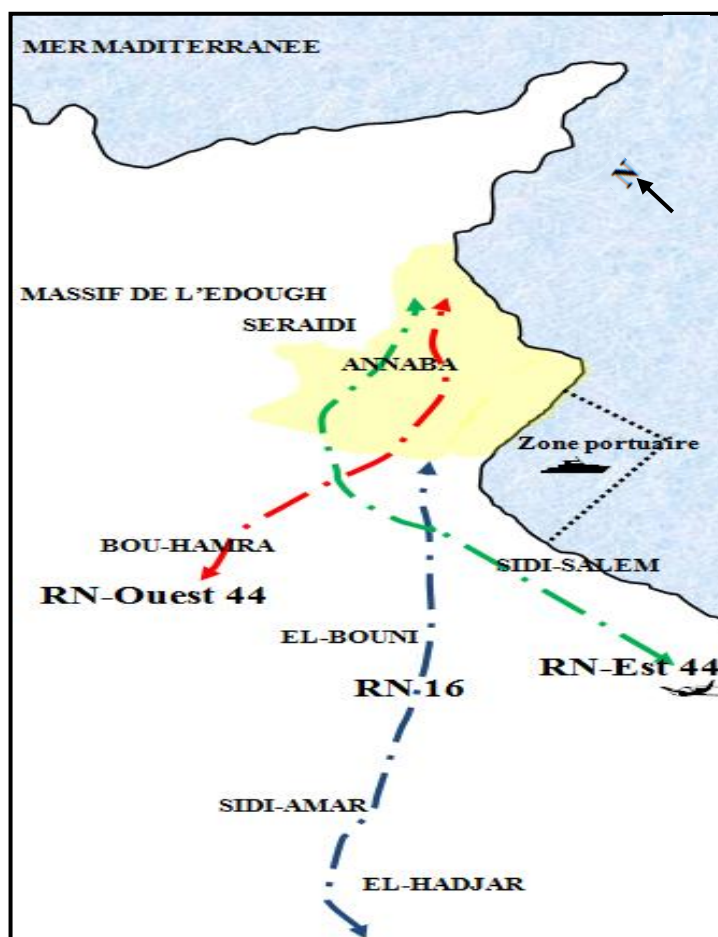 MER MADITERRANEE
N
MASSIF DE L’EDOUGH
SERAIDI
ANNABA
Zone portuaire
BOU-HAMRA
SIDI-SALEM
RN-Ouest 44
EL-BOUNI
RN-Est 44
RN 16
SIDI-AMAR
EL-HADJAR